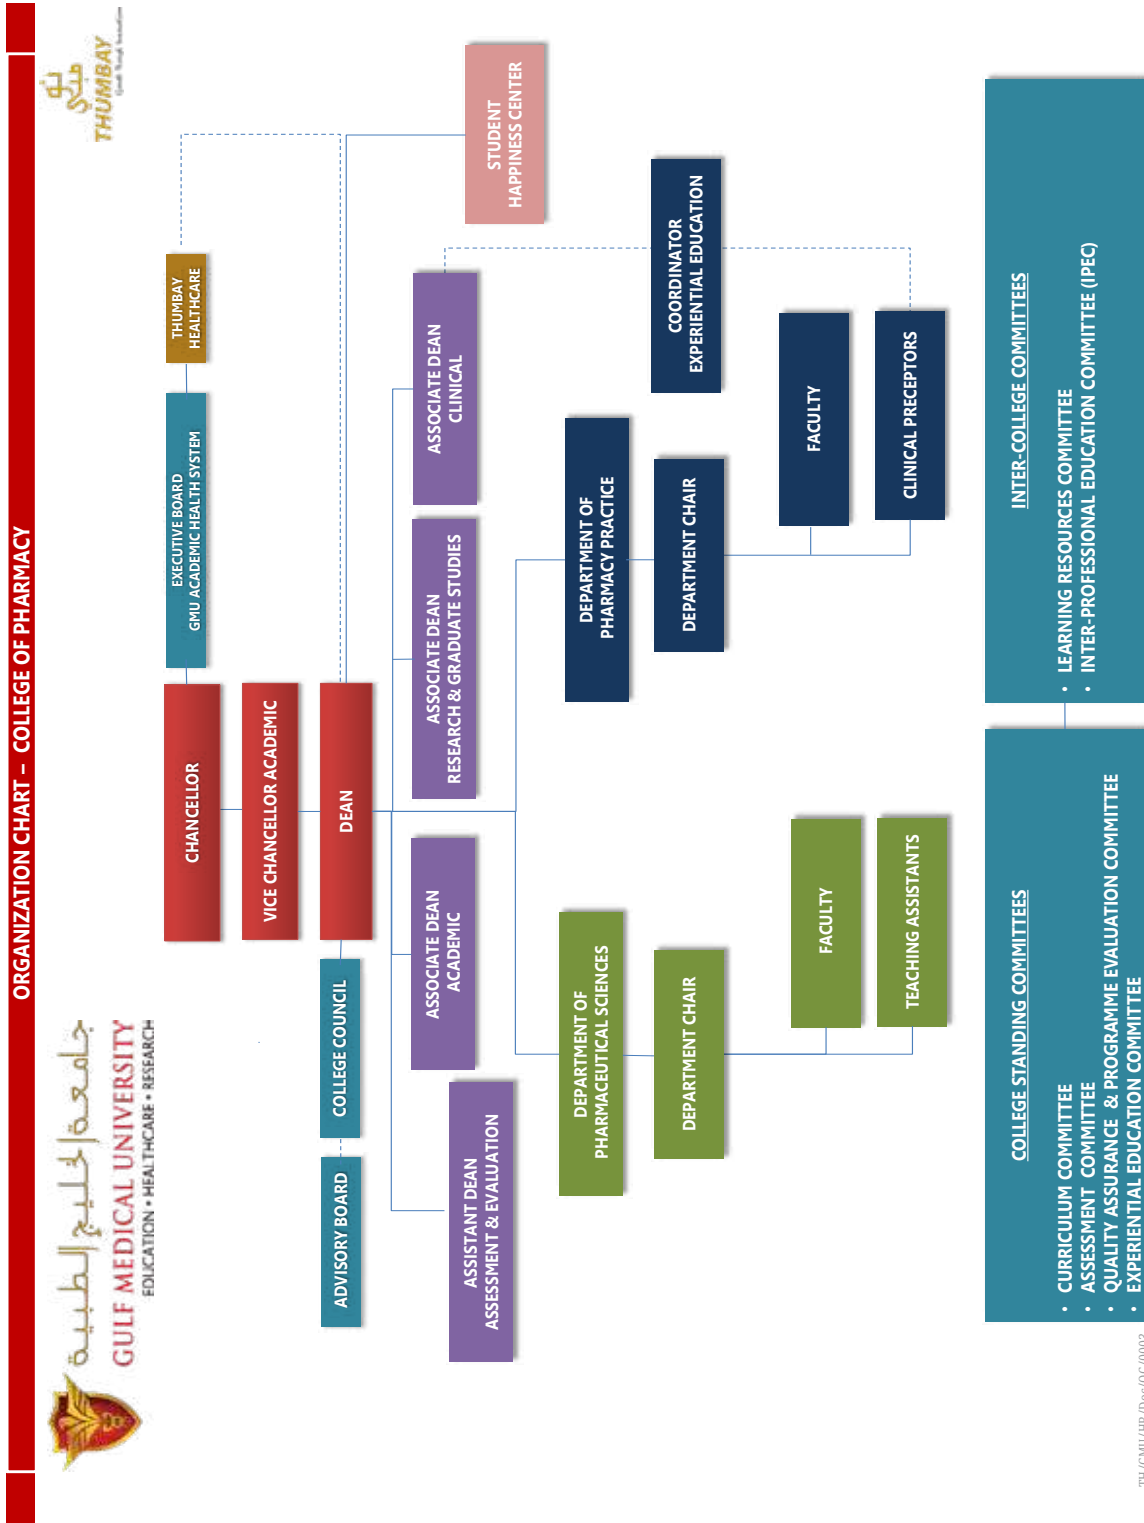 ORGANIZATION CHART – COLLEGE OF PHARMACY
جامعة الخليج الطبية
GULF MEDICAL UNIVERSITY
EDUCATION • HEALTHCARE • RESEARCH
ثومبي
THUMBAY
Growth Through Innovation
CHANCELLOR
EXECUTIVE BOARD
GMU ACADEMIC HEALTH SYSTEM
THUMBAY
HEALTHCARE
VICE CHANCELLOR ACADEMIC
ADVISORY BOARD
COLLEGE COUNCIL
DEAN
ASSISTANT DEAN
ASSESSMENT & EVALUATION
ASSOCIATE DEAN
ACADEMIC
ASSOCIATE DEAN
RESEARCH & GRADUATE STUDIES
ASSOCIATE DEAN
CLINICAL
STUDENT
HAPPINESS CENTER
DEPARTMENT OF
PHARMACEUTICAL SCIENCES
DEPARTMENT OF
PHARMACY PRACTICE
DEPARTMENT CHAIR
DEPARTMENT CHAIR
COORDINATOR
EXPERIENTIAL EDUCATION
FACULTY
FACULTY
TEACHING ASSISTANTS
CLINICAL PRECEPTORS
COLLEGE STANDING COMMITTEES
• CURRICULUM COMMITTEE
• ASSESSMENT COMMITTEE
• QUALITY ASSURANCE & PROGRAMME EVALUATION COMMITTEE
• EXPERIENTIAL EDUCATION COMMITTEE
INTER-COLLEGE COMMITTEES
• LEARNING RESOURCES COMMITTEE
• INTER-PROFESSIONAL EDUCATION COMMITTEE (IPEC)